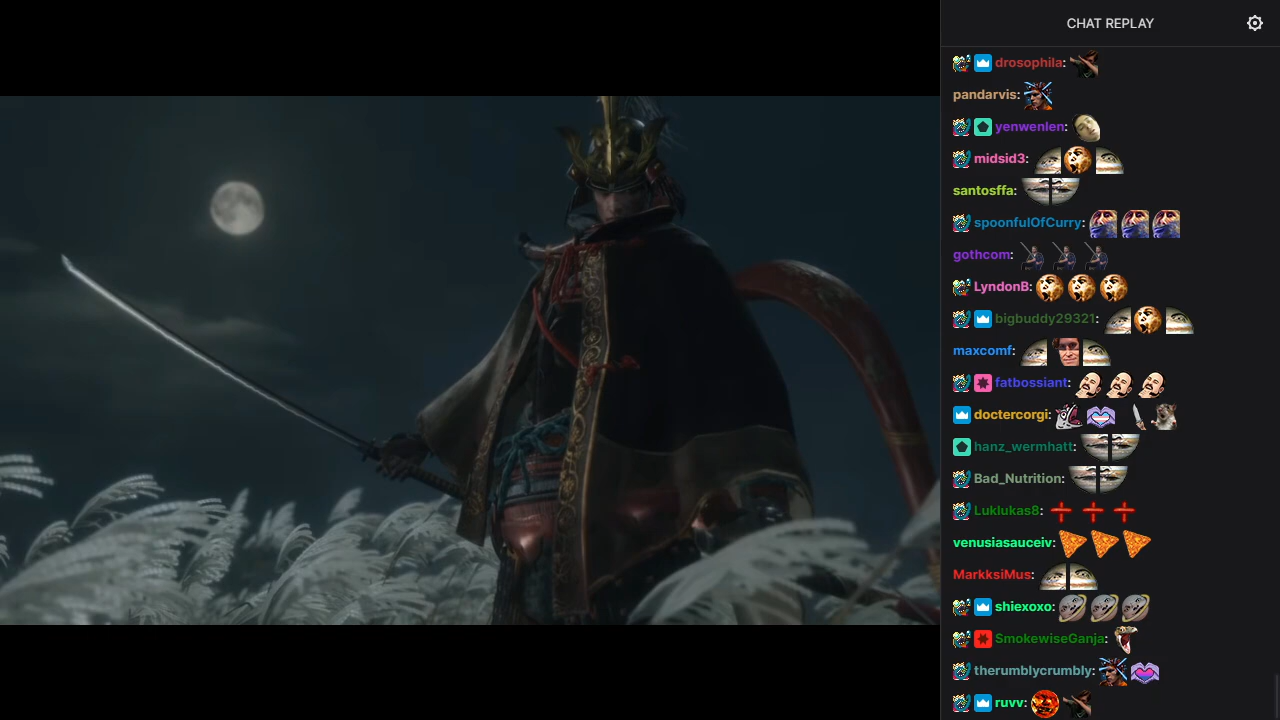 CHAT REPLAY
drosophila:
pandarvis:
yenwenlen:
midsid3:
santosffa:
spoonfulOfCurry:
gothcom:
LyndonB:
bigbuddy29321:
maxcomf:
fatbossiant:
doctercorgi:
hanz_wermhatt:
Bad_Nutrition:
Luklukas8:
venusiasauceiv:
MarkksiMus:
shiexoxo:
SmokewiseGanja:
therumblycrumbly:
ruvv: